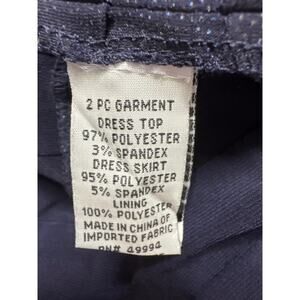 2 PC GARMENT
DRESS TOP
97% POLYESTER
3% SPANDEX
DRESS SKIRT
95% POLYESTER
5% SPANDEX
LINING
100% POLYESTER
MADE IN CHINA OF
IMPORTED FABRIC
RN# 49994